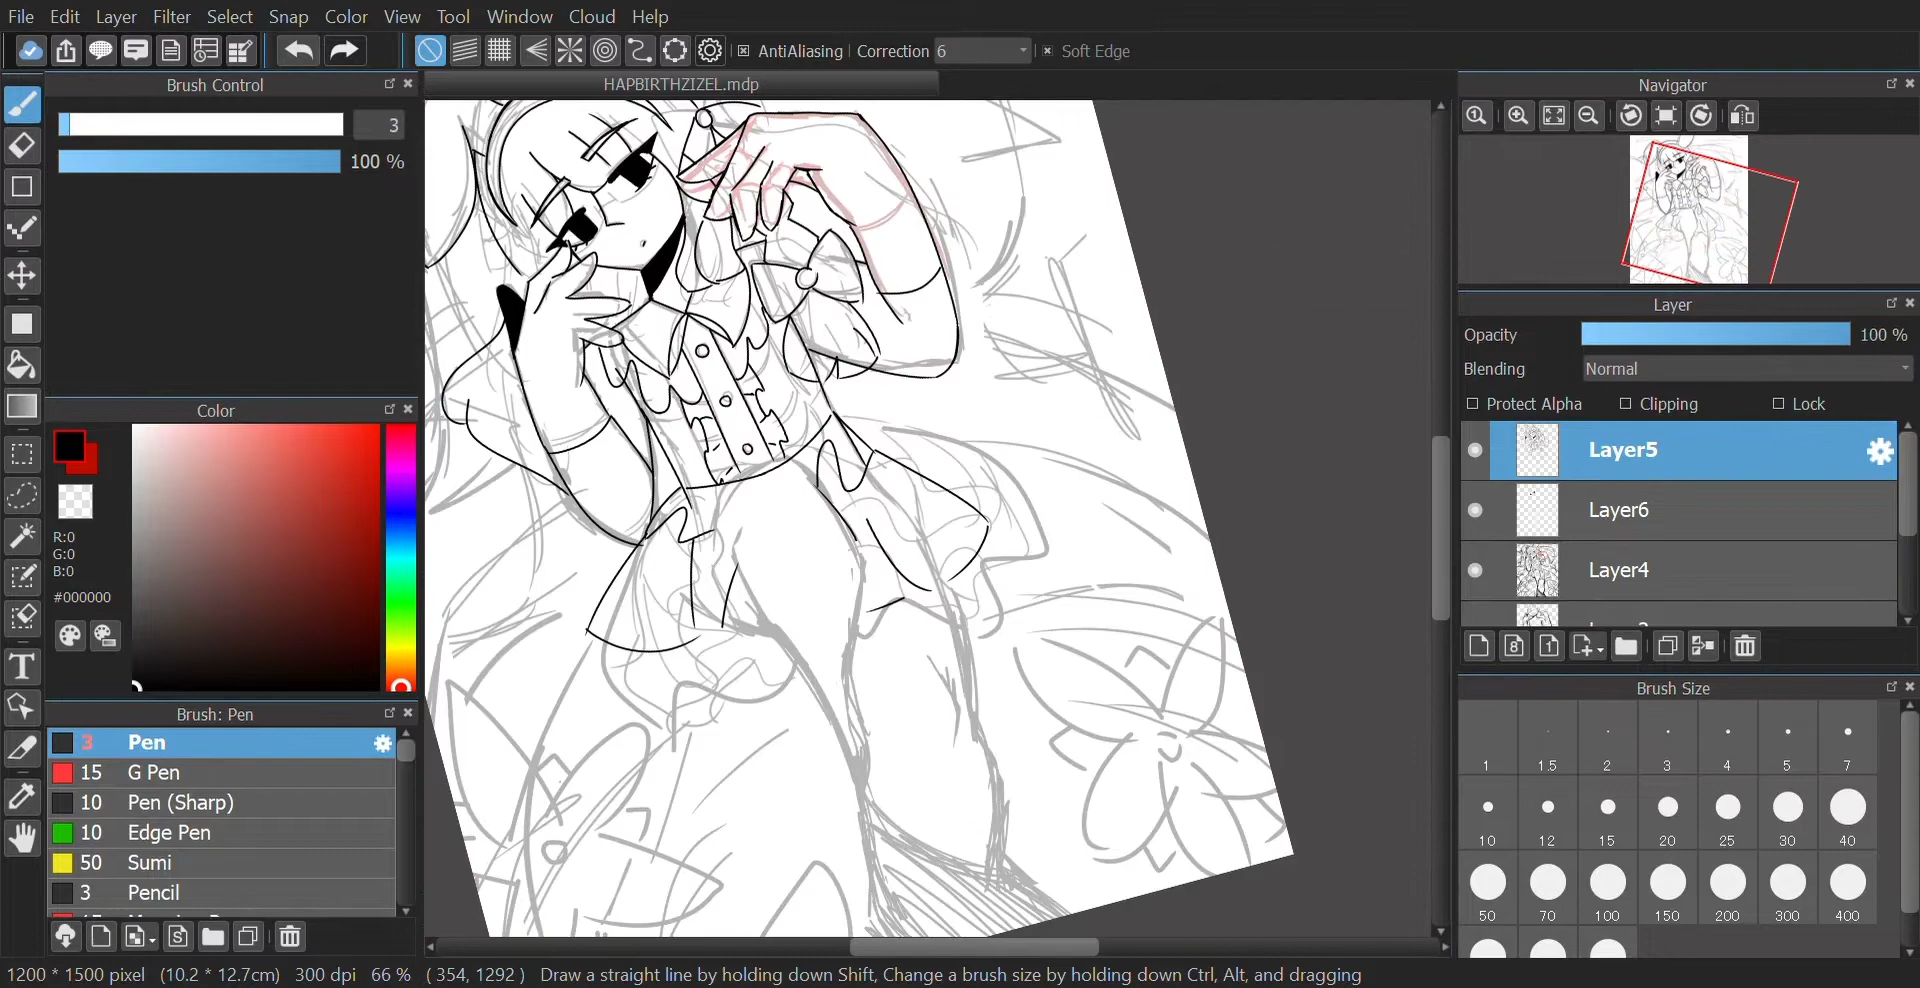 File Edit Layer Filter Select Snap Color View Tool Window Cloud Help
AntiAliasing Correction 6 Soft Edge
Brush Control
3
100 %
Color
R:0
G:0
B:0
#000000
Brush: Pen
3 Pen
15 G Pen
10 Pen (Sharp)
10 Edge Pen
50 Sumi
3 Pencil
HAPBIRTHZIZEL.mdp
Navigator
Layer
Opacity 100 %
Blending Normal
Protect Alpha Clipping Lock
Layer5
Layer6
Layer4
Brush Size
1 1.5 2 3 4 5 7
10 12 15 20 25 30 40
50 70 100 150 200 300 400
1200 * 1500 pixel (10.2 * 12.7cm) 300 dpi 66 % ( 354, 1292 ) Draw a straight line by holding down Shift, Change a brush size by holding down Ctrl, Alt, and dragging